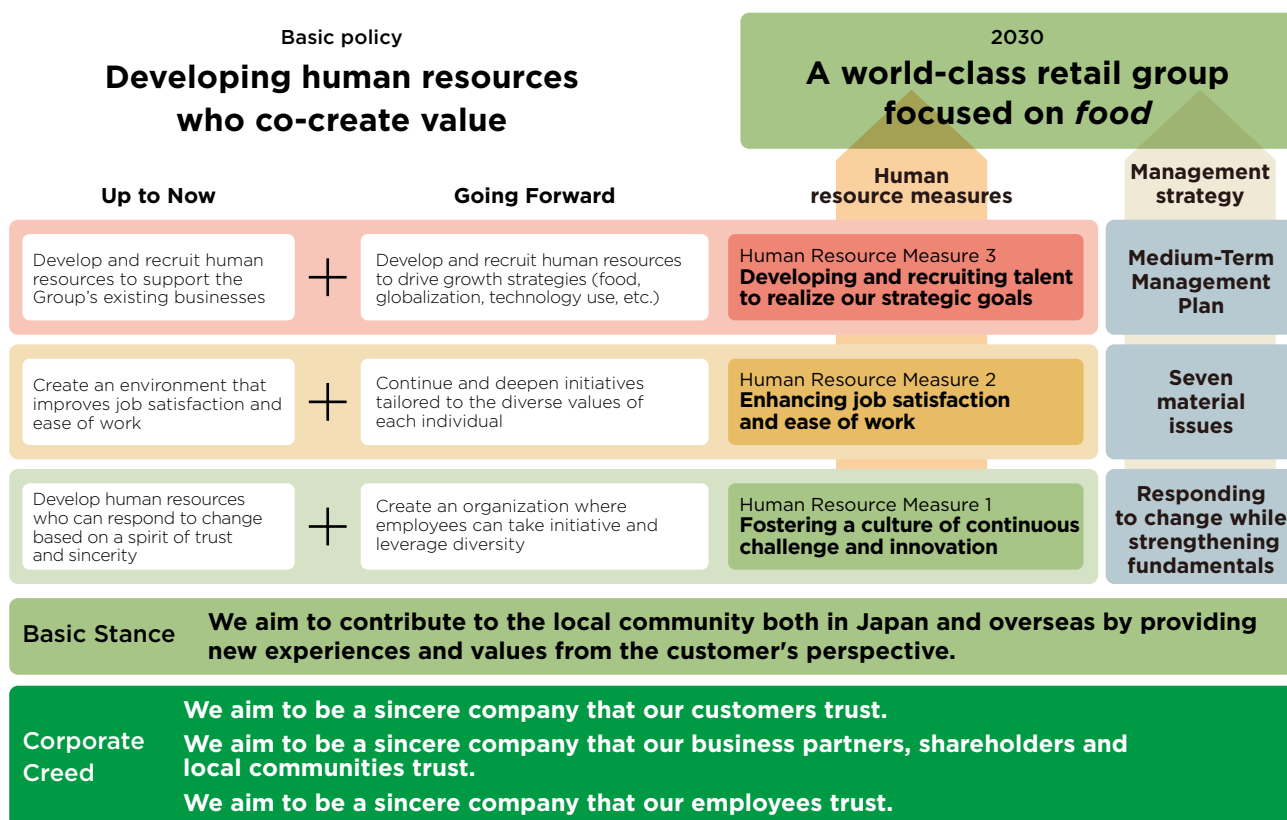 Basic policy
Developing human resources
who co-create value
2030
A world-class retail group
focused on food
Up to Now
Going Forward
Human
resource measures
Management
strategy
Develop and recruit human
resources to support the
Group’s existing businesses
+
Develop and recruit human resources
to drive growth strategies (food,
globalization, technology use, etc.)
Human Resource Measure 3
Developing and recruiting talent
to realize our strategic goals
Medium-Term
Management
Plan
Create an environment that
improves job satisfaction and
ease of work
+
Continue and deepen initiatives
tailored to the diverse values of
each individual
Human Resource Measure 2
Enhancing job satisfaction
and ease of work
Seven
material
issues
Develop human resources
who can respond to change
based on a spirit of trust
and sincerity
+
Create an organization where
employees can take initiative and
leverage diversity
Human Resource Measure 1
Fostering a culture of continuous
challenge and innovation
Responding
to change while
strengthening
fundamentals
Basic Stance
We aim to contribute to the local community both in Japan and overseas by providing
new experiences and values from the customer's perspective.
Corporate
Creed
We aim to be a sincere company that our customers trust.
We aim to be a sincere company that our business partners, shareholders and
local communities trust.
We aim to be a sincere company that our employees trust.